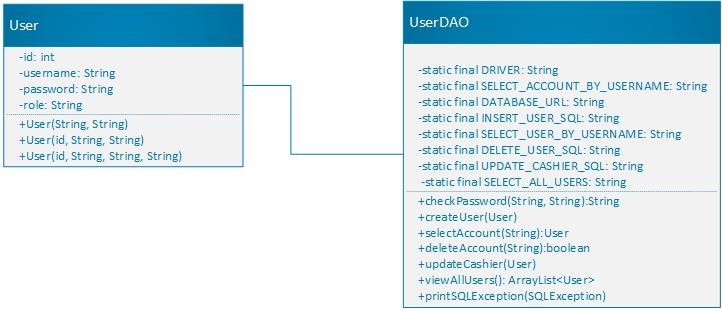 User
-id: int
-username: String
-password: String
-role: String
+User(String, String)
+User(id, String, String)
+User(id, String, String, String)
UserDAO
-static final DRIVER: String
-static final SELECT_ACCOUNT_BY_USERNAME: String
-static final DATABASE_URL: String
-static final INSERT_USER_SQL: String
-static final SELECT_USER_BY_USERNAME: String
-static final DELETE_USER_SQL: String
-static final UPDATE_CASHIER_SQL: String
-static final SELECT_ALL_USERS: String
+checkPassword(String, String):String
+createUser(User)
+selectAccount(String):User
+deleteAccount(String):boolean
+updateCashier(User)
+viewAllUsers(): ArrayList<User>
+printSQLException(SQLException)